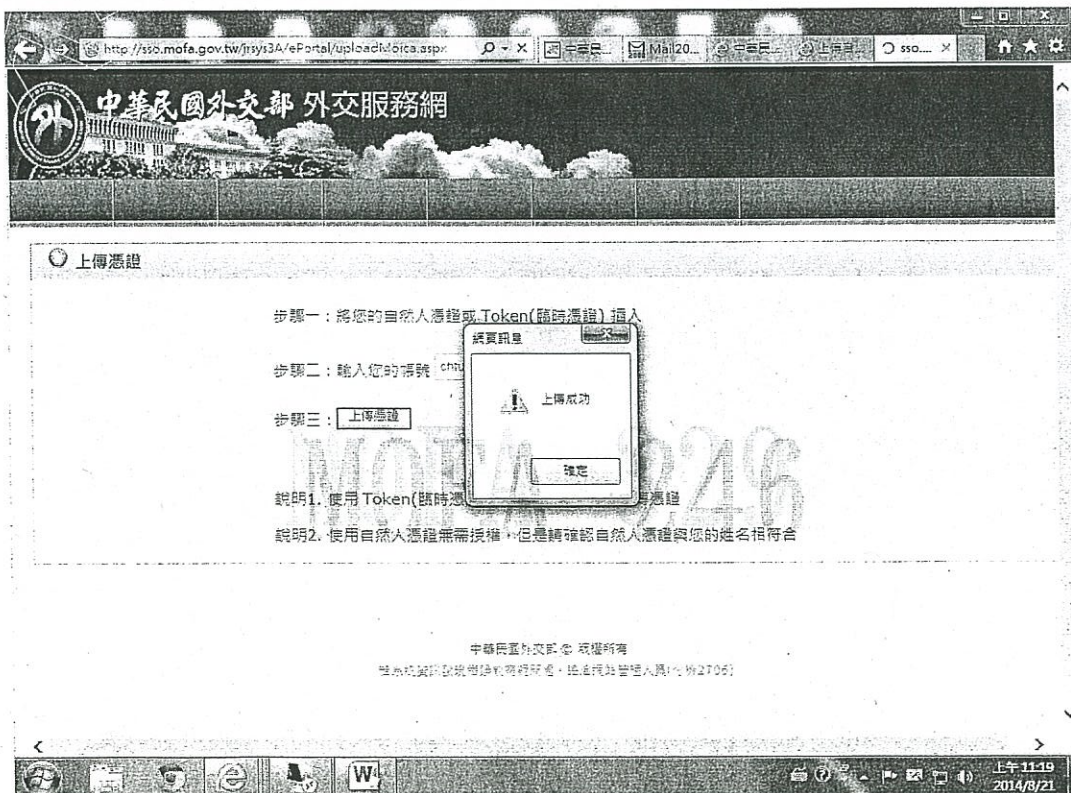 http://sso.mofa.gov.tw/jrsys3A/ePortal/uploadMoica.aspx
Mail20...
sso....
中華民國外交部 外交服務網
上傳憑證
步驟一：將您的自然人憑證或 Token(臨時憑證) 插入
步驟二：輸入您的帳號
步驟三： 上傳憑證
網頁訊息
上傳成功
確定
MOFA 246
說明1. 使用 Token(臨時憑
憑證
說明2. 使用自然人憑證無需授權，但是請確認自然人憑證與您的姓名相符合
中華民國外交部 © 版權所有
上午 11:19
2014/8/21